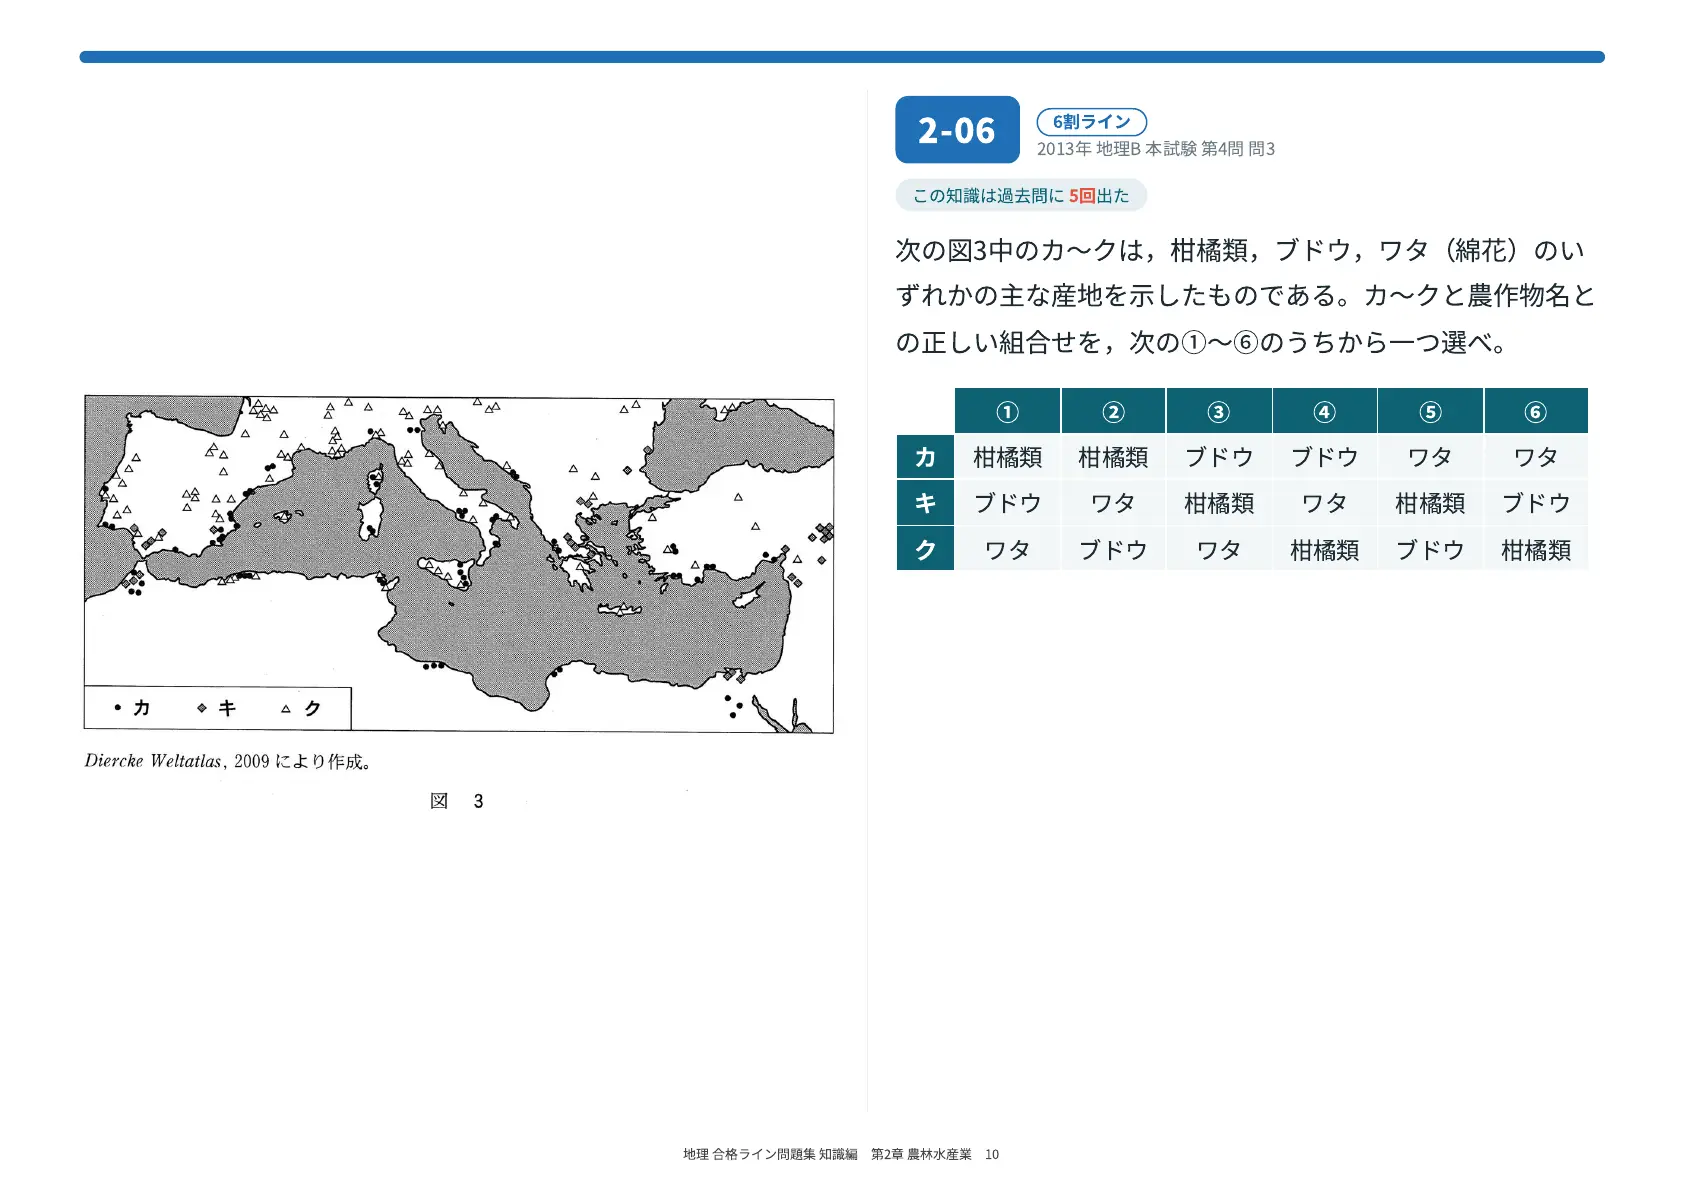 2-06
6割ライン
2013年 地理B 本試験 第4問 問3
この知識は過去問に 5回出た
次の図3中のカ～クは，柑橘類，ブドウ，ワタ（綿花）のい
ずれかの主な産地を示したものである。カ～クと農作物名と
の正しい組合せを，次の①～⑥のうちから一つ選べ。
① ② ③ ④ ⑤ ⑥
カ 柑橘類 柑橘類 ブドウ ブドウ ワタ ワタ
キ ブドウ ワタ 柑橘類 ワタ 柑橘類 ブドウ
ク ワタ ブドウ ワタ 柑橘類 ブドウ 柑橘類
カ キ ク
Diercke Weltatlas, 2009 により作成。
図 3
地理 合格ライン問題集 知識編 第2章 農林水産業 10